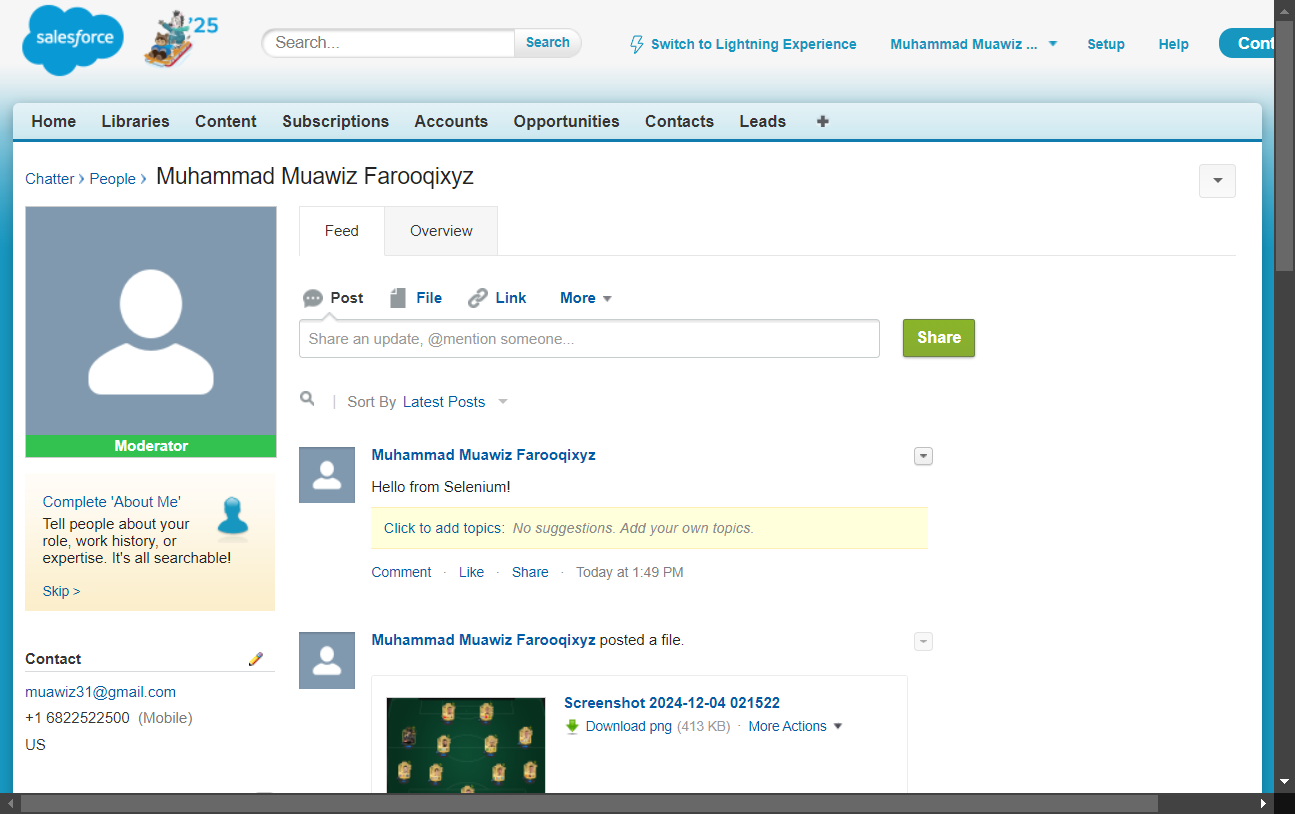 salesforce
'25
Search...
Search
Switch to Lightning Experience
Muhammad Muawiz ...
Setup
Help
Cont
Home
Libraries
Content
Subscriptions
Accounts
Opportunities
Contacts
Leads
Chatter › People › Muhammad Muawiz Farooqixyz
Feed
Overview
Post
File
Link
More
Share an update, @mention someone...
Share
| Sort By Latest Posts
Moderator
Complete 'About Me'
Tell people about your
role, work history, or
expertise. It's all searchable!
Skip >
Contact
muawiz31@gmail.com
+1 6822522500 (Mobile)
US
Muhammad Muawiz Farooqixyz
Hello from Selenium!
Click to add topics: No suggestions. Add your own topics.
Comment · Like · Share · Today at 1:49 PM
Muhammad Muawiz Farooqixyz posted a file.
Screenshot 2024-12-04 021522
Download png (413 KB) · More Actions